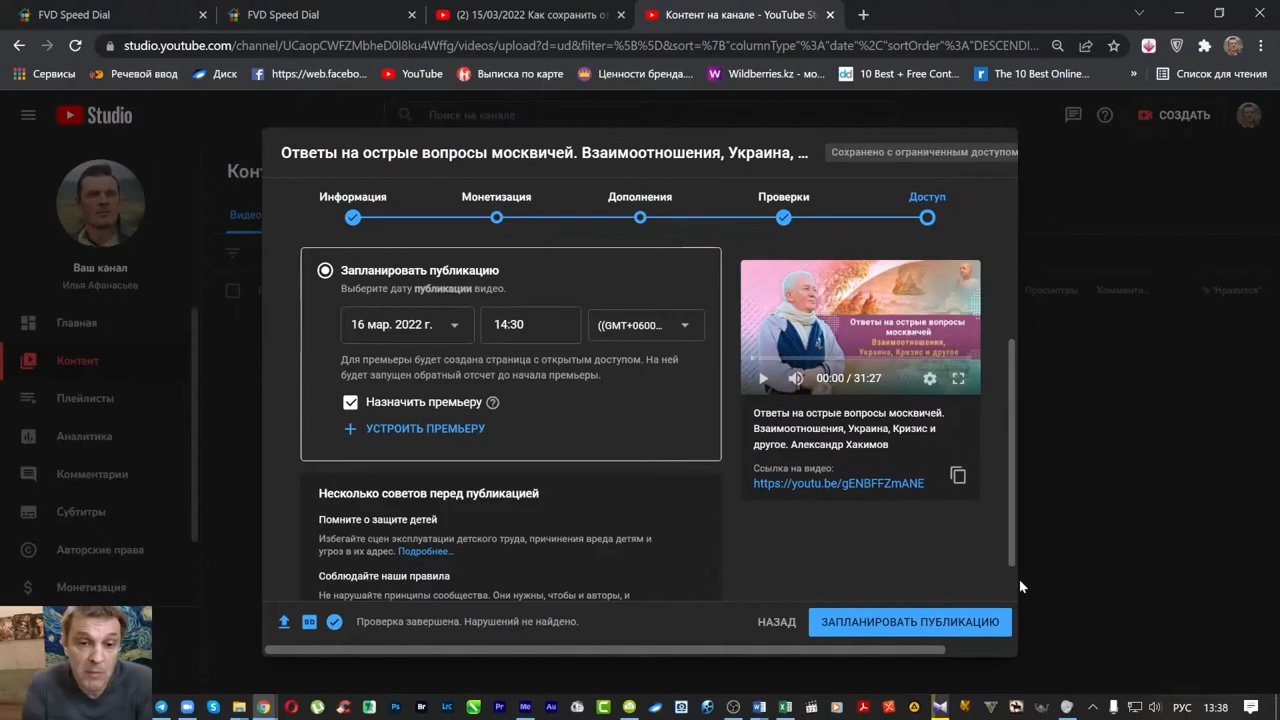 FVD Speed Dial
FVD Speed Dial
(2) 15/03/2022 Как сохранить от
Контент на канале - YouTube St
studio.youtube.com/channel/UCaopCWFZMbheD0I8ku4Wffg/videos/upload?d=ud&filter=%5B%5D&sort=%7B"columnType"%3A"date"%2C"sortOrder"%3A"DESCENDI...
Сервисы
Речевой ввод
Диск
https://web.facebo...
YouTube
Выписка по карте
Ценности бренда....
Wildberries.kz - мо...
10 Best + Free Cont...
The 10 Best Online...
»
Список для чтения
Studio
Поиск на канале
СОЗДАТЬ
Ответы на острые вопросы москвичей. Взаимоотношения, Украина, ...
Сохранено с ограниченным доступом
Информация
Монетизация
Дополнения
Проверки
Доступ
Кон
Видео
Ваш канал
Илья Афанасьев
Главная
Контент
Плейлисты
Аналитика
Комментарии
Субтитры
Авторские права
Монетизация
Просмотры
Коммента...
% "Нравится"
Запланировать публикацию
Выберите дату публикации видео.
16 мар. 2022 г.
14:30
((GMT+0600...
Для премьеры будет создана страница с открытым доступом. На ней
будет запущен обратный отсчет до начала премьеры.
Назначить премьеру
УСТРОИТЬ ПРЕМЬЕРУ
Несколько советов перед публикацией
Помните о защите детей
Избегайте сцен эксплуатации детского труда, причинения вреда детям и
угроз в их адрес. Подробнее...
Соблюдайте наши правила
Не нарушайте принципы сообщества. Они нужны, чтобы и авторы, и
Ответы на острые вопросы
москвичей
Взаимоотношения,
Украина, Кризис и другое
00:00 / 31:27
Ответы на острые вопросы москвичей.
Взаимоотношения, Украина, Кризис и
другое. Александр Хакимов
Ссылка на видео:
https://youtu.be/gENBFFZmANE
Проверка завершена. Нарушений не найдено.
НАЗАД
ЗАПЛАНИРОВАТЬ ПУБЛИКАЦИЮ
РУС
13:38